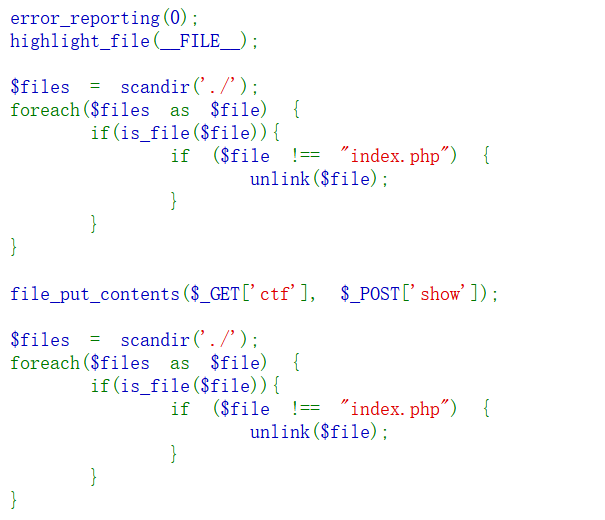 error_reporting(0);
highlight_file(__FILE__);
$files = scandir('./');
foreach($files as $file) {
if(is_file($file)){
if ($file !== "index.php") {
unlink($file);
}
}
}
file_put_contents($_GET['ctf'], $_POST['show']);
$files = scandir('./');
foreach($files as $file) {
if(is_file($file)){
if ($file !== "index.php") {
unlink($file);
}
}
}